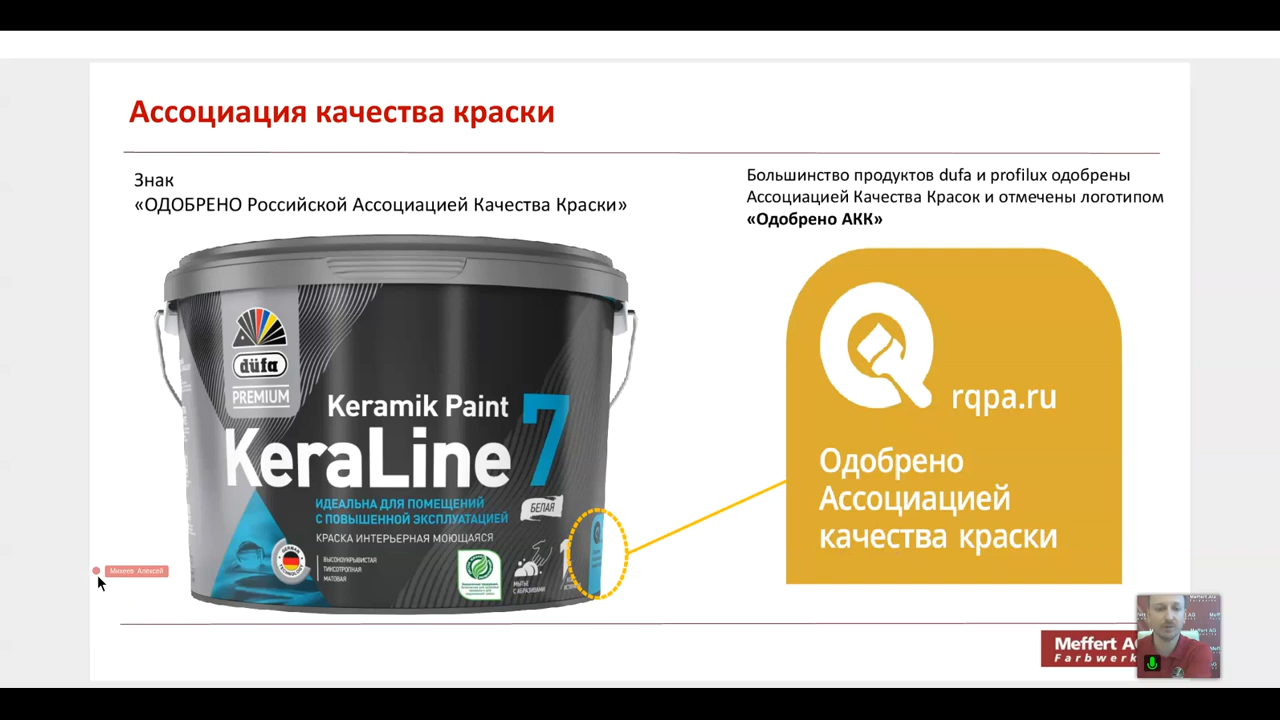 Ассоциация качества краски
Знак
«ОДОБРЕНО Российской Ассоциацией Качества Краски»
Большинство продуктов dufa и profilux одобрены
Ассоциацией Качества Красок и отмечены логотипом
«Одобрено АКК»
düfa
PREMIUM
Keramik Paint
KeraLine 7
ИДЕАЛЬНА ДЛЯ ПОМЕЩЕНИЙ
С ПОВЫШЕННОЙ ЭКСПЛУАТАЦИЕЙ
БЕЛАЯ
КРАСКА ИНТЕРЬЕРНАЯ МОЮЩАЯСЯ
ВЫСОКОУКРЫВИСТАЯ
ТИКСОТРОПНАЯ
МАТОВАЯ
МЫТЬЕ
С АБРАЗИВАМИ
rqpa.ru
Одобрено
Ассоциацией
качества краски
Михеев Алексей
Meffert AG
Farbwerk